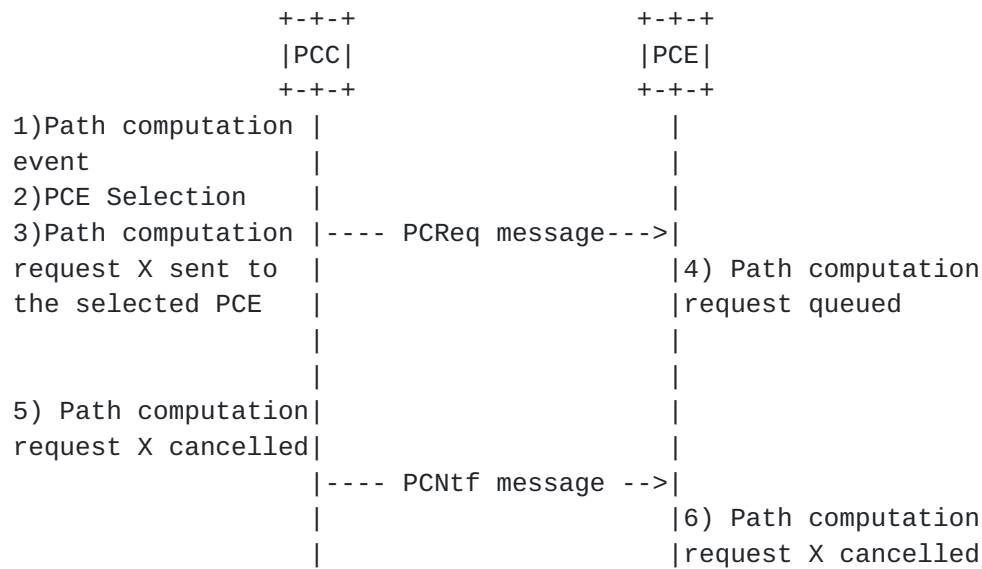 +-+-+                  +-+-+
|PCC|                  |PCE|
+-+-+                  +-+-+
1)Path computation |                      |
event              |                      |
2)PCE Selection    |                      |
3)Path computation |---- PCReq message--->|
request X sent to  |                      |4) Path computation
the selected PCE   |                      |request queued
|                      |
|                      |
5) Path computation|                      |
request X cancelled|                      |
|---- PCNtf message -->|
|                      |6) Path computation
|                      |request X cancelled